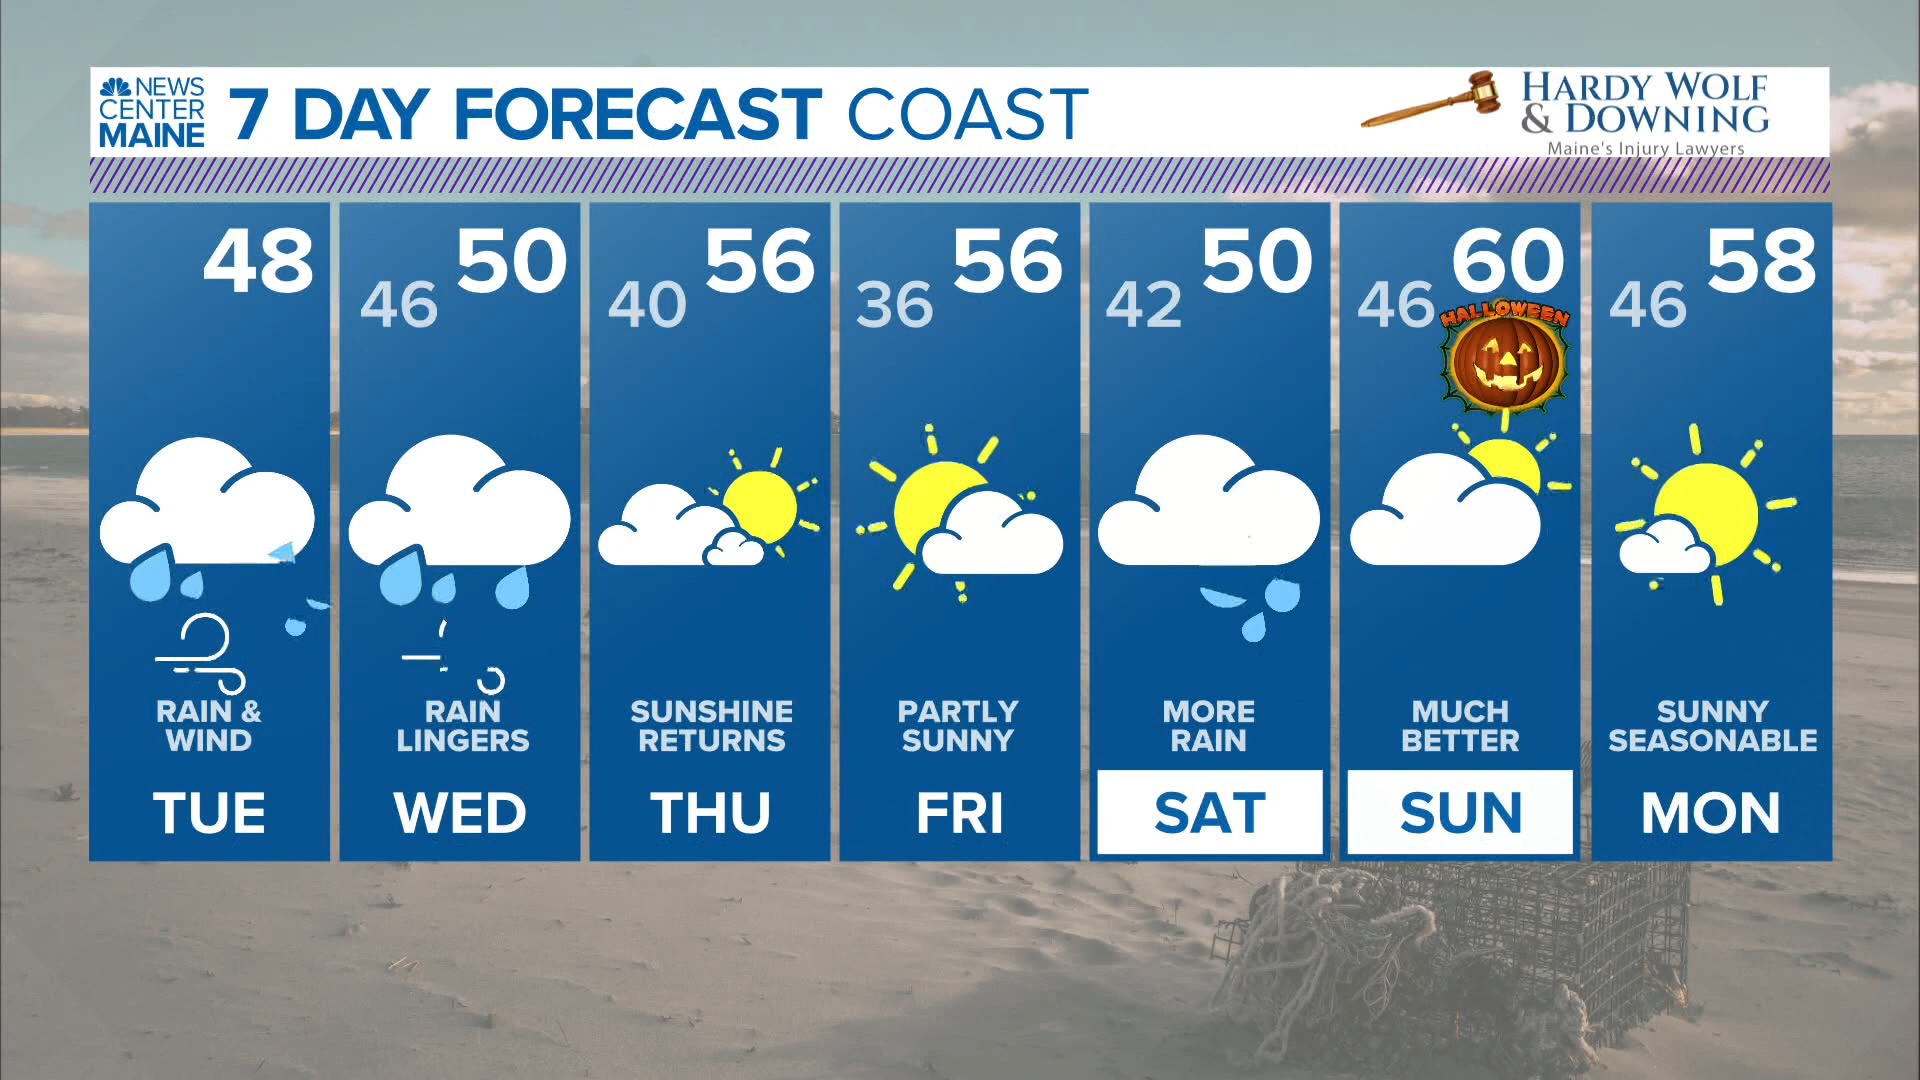 NEWS
CENTER
MAINE
7 DAY FORECAST COAST
HARDY WOLF
& DOWNING
Maine's Injury Lawyers
48
46 50
40 56
36 56
42 50
46 60
46 58
HALLOWEEN
RAIN &
WIND
RAIN
LINGERS
SUNSHINE
RETURNS
PARTLY
SUNNY
MORE
RAIN
MUCH
BETTER
SUNNY
SEASONABLE
TUE
WED
THU
FRI
SAT
SUN
MON